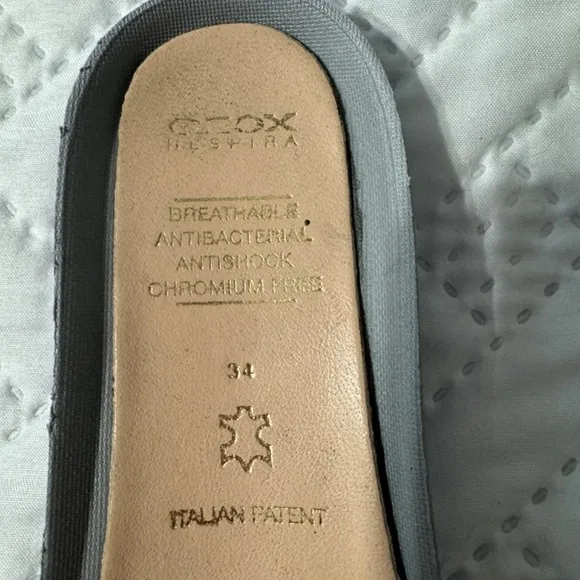 GEOX
RESPIRA
BREATHABLE
ANTIBACTERIAL
ANTISHOCK
CHROMIUM FREE
34
ITALIAN PATENT